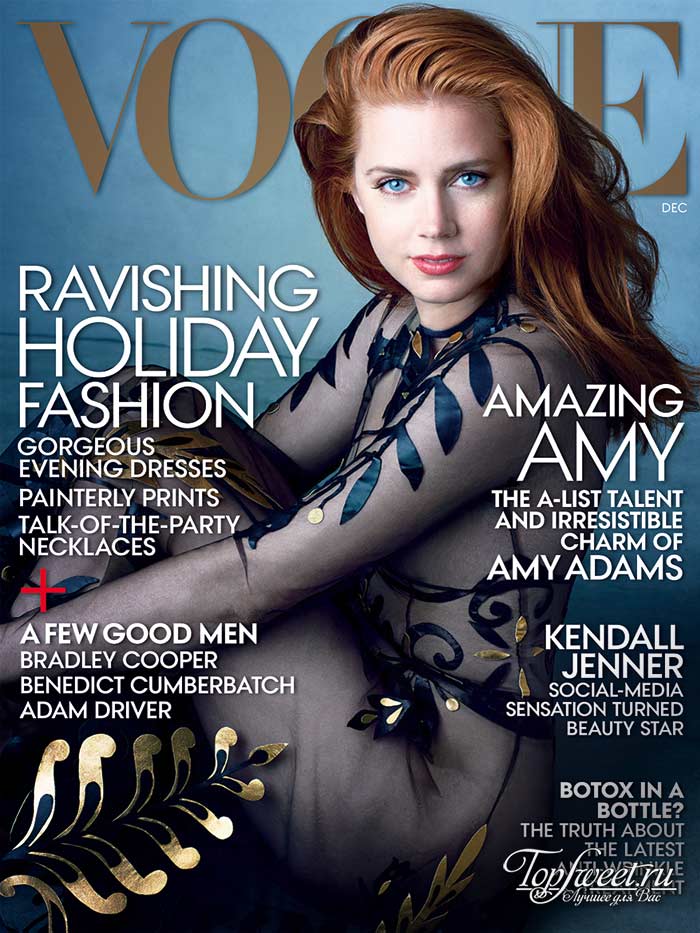 VOGUE
DEC
RAVISHING
HOLIDAY
FASHION
GORGEOUS
EVENING DRESSES
PAINTERLY PRINTS
TALK-OF-THE-PARTY
NECKLACES
+
A FEW GOOD MEN
BRADLEY COOPER
BENEDICT CUMBERBATCH
ADAM DRIVER
AMAZING
AMY
THE A-LIST TALENT
AND IRRESISTIBLE
CHARM OF
AMY ADAMS
KENDALL
JENNER
SOCIAL-MEDIA
SENSATION TURNED
BEAUTY STAR
BOTOX IN A
BOTTLE?
THE TRUTH ABOUT
THE LATEST
ANTI-WRINKLE
TopSweet.ru
Лучшее для Вас